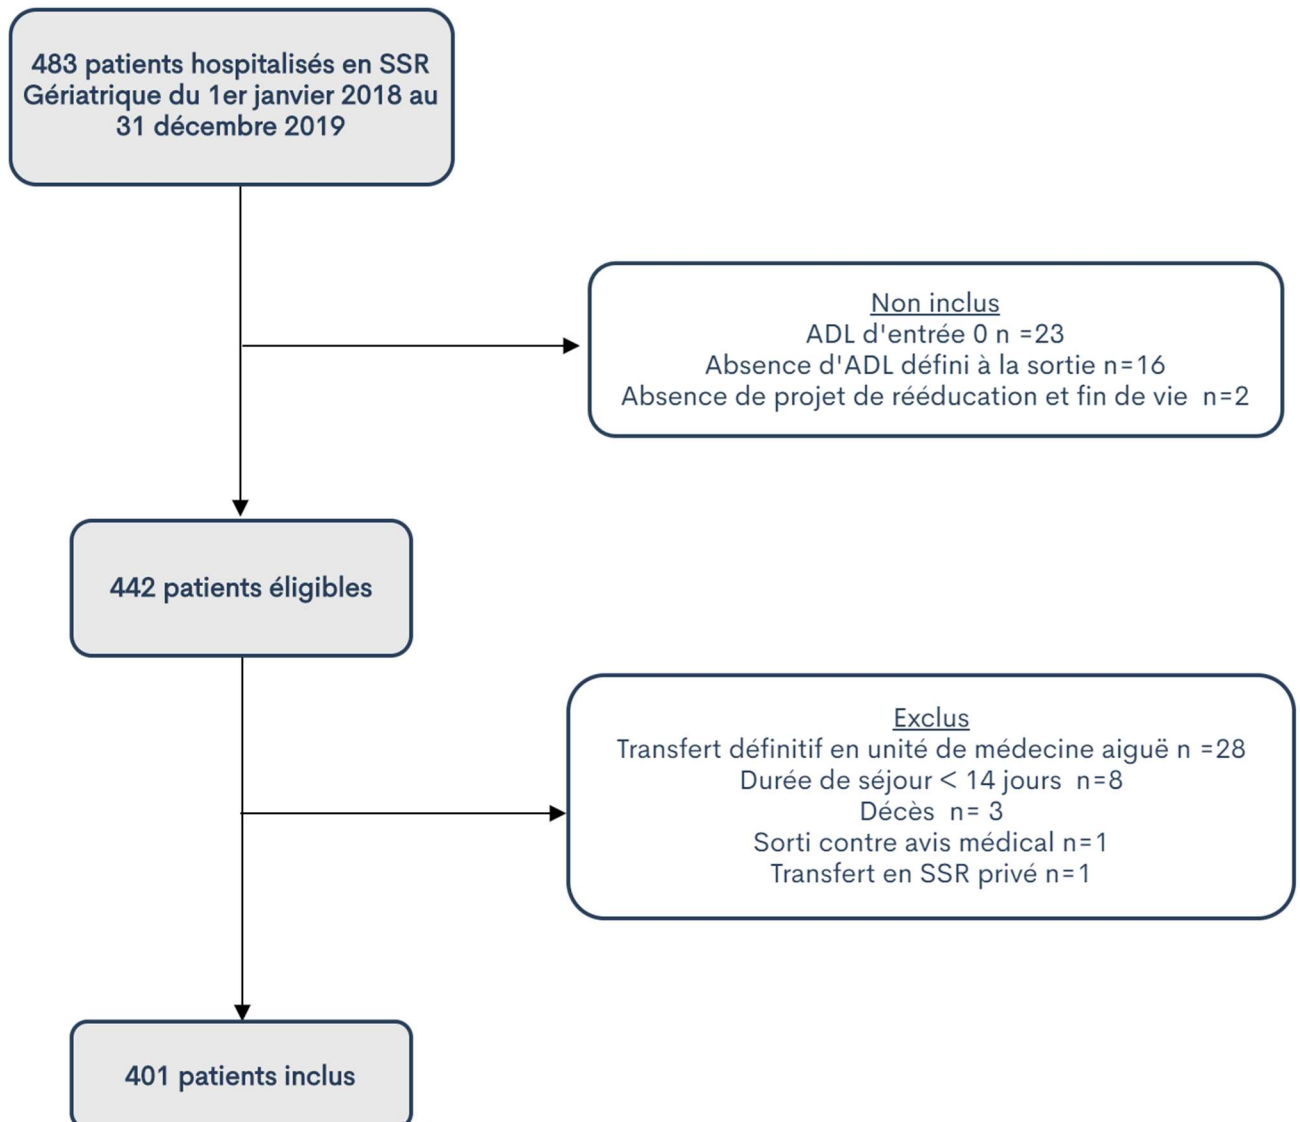 483 patients hospitalisés en SSR
Gériatrique du 1er janvier 2018 au
31 décembre 2019
Non inclus
ADL d'entrée 0 n =23
Absence d'ADL défini à la sortie n=16
Absence de projet de rééducation et fin de vie n=2
442 patients éligibles
Exclus
Transfert définitif en unité de médecine aiguë n =28
Durée de séjour < 14 jours n=8
Décès n= 3
Sorti contre avis médical n=1
Transfert en SSR privé n=1
401 patients inclus